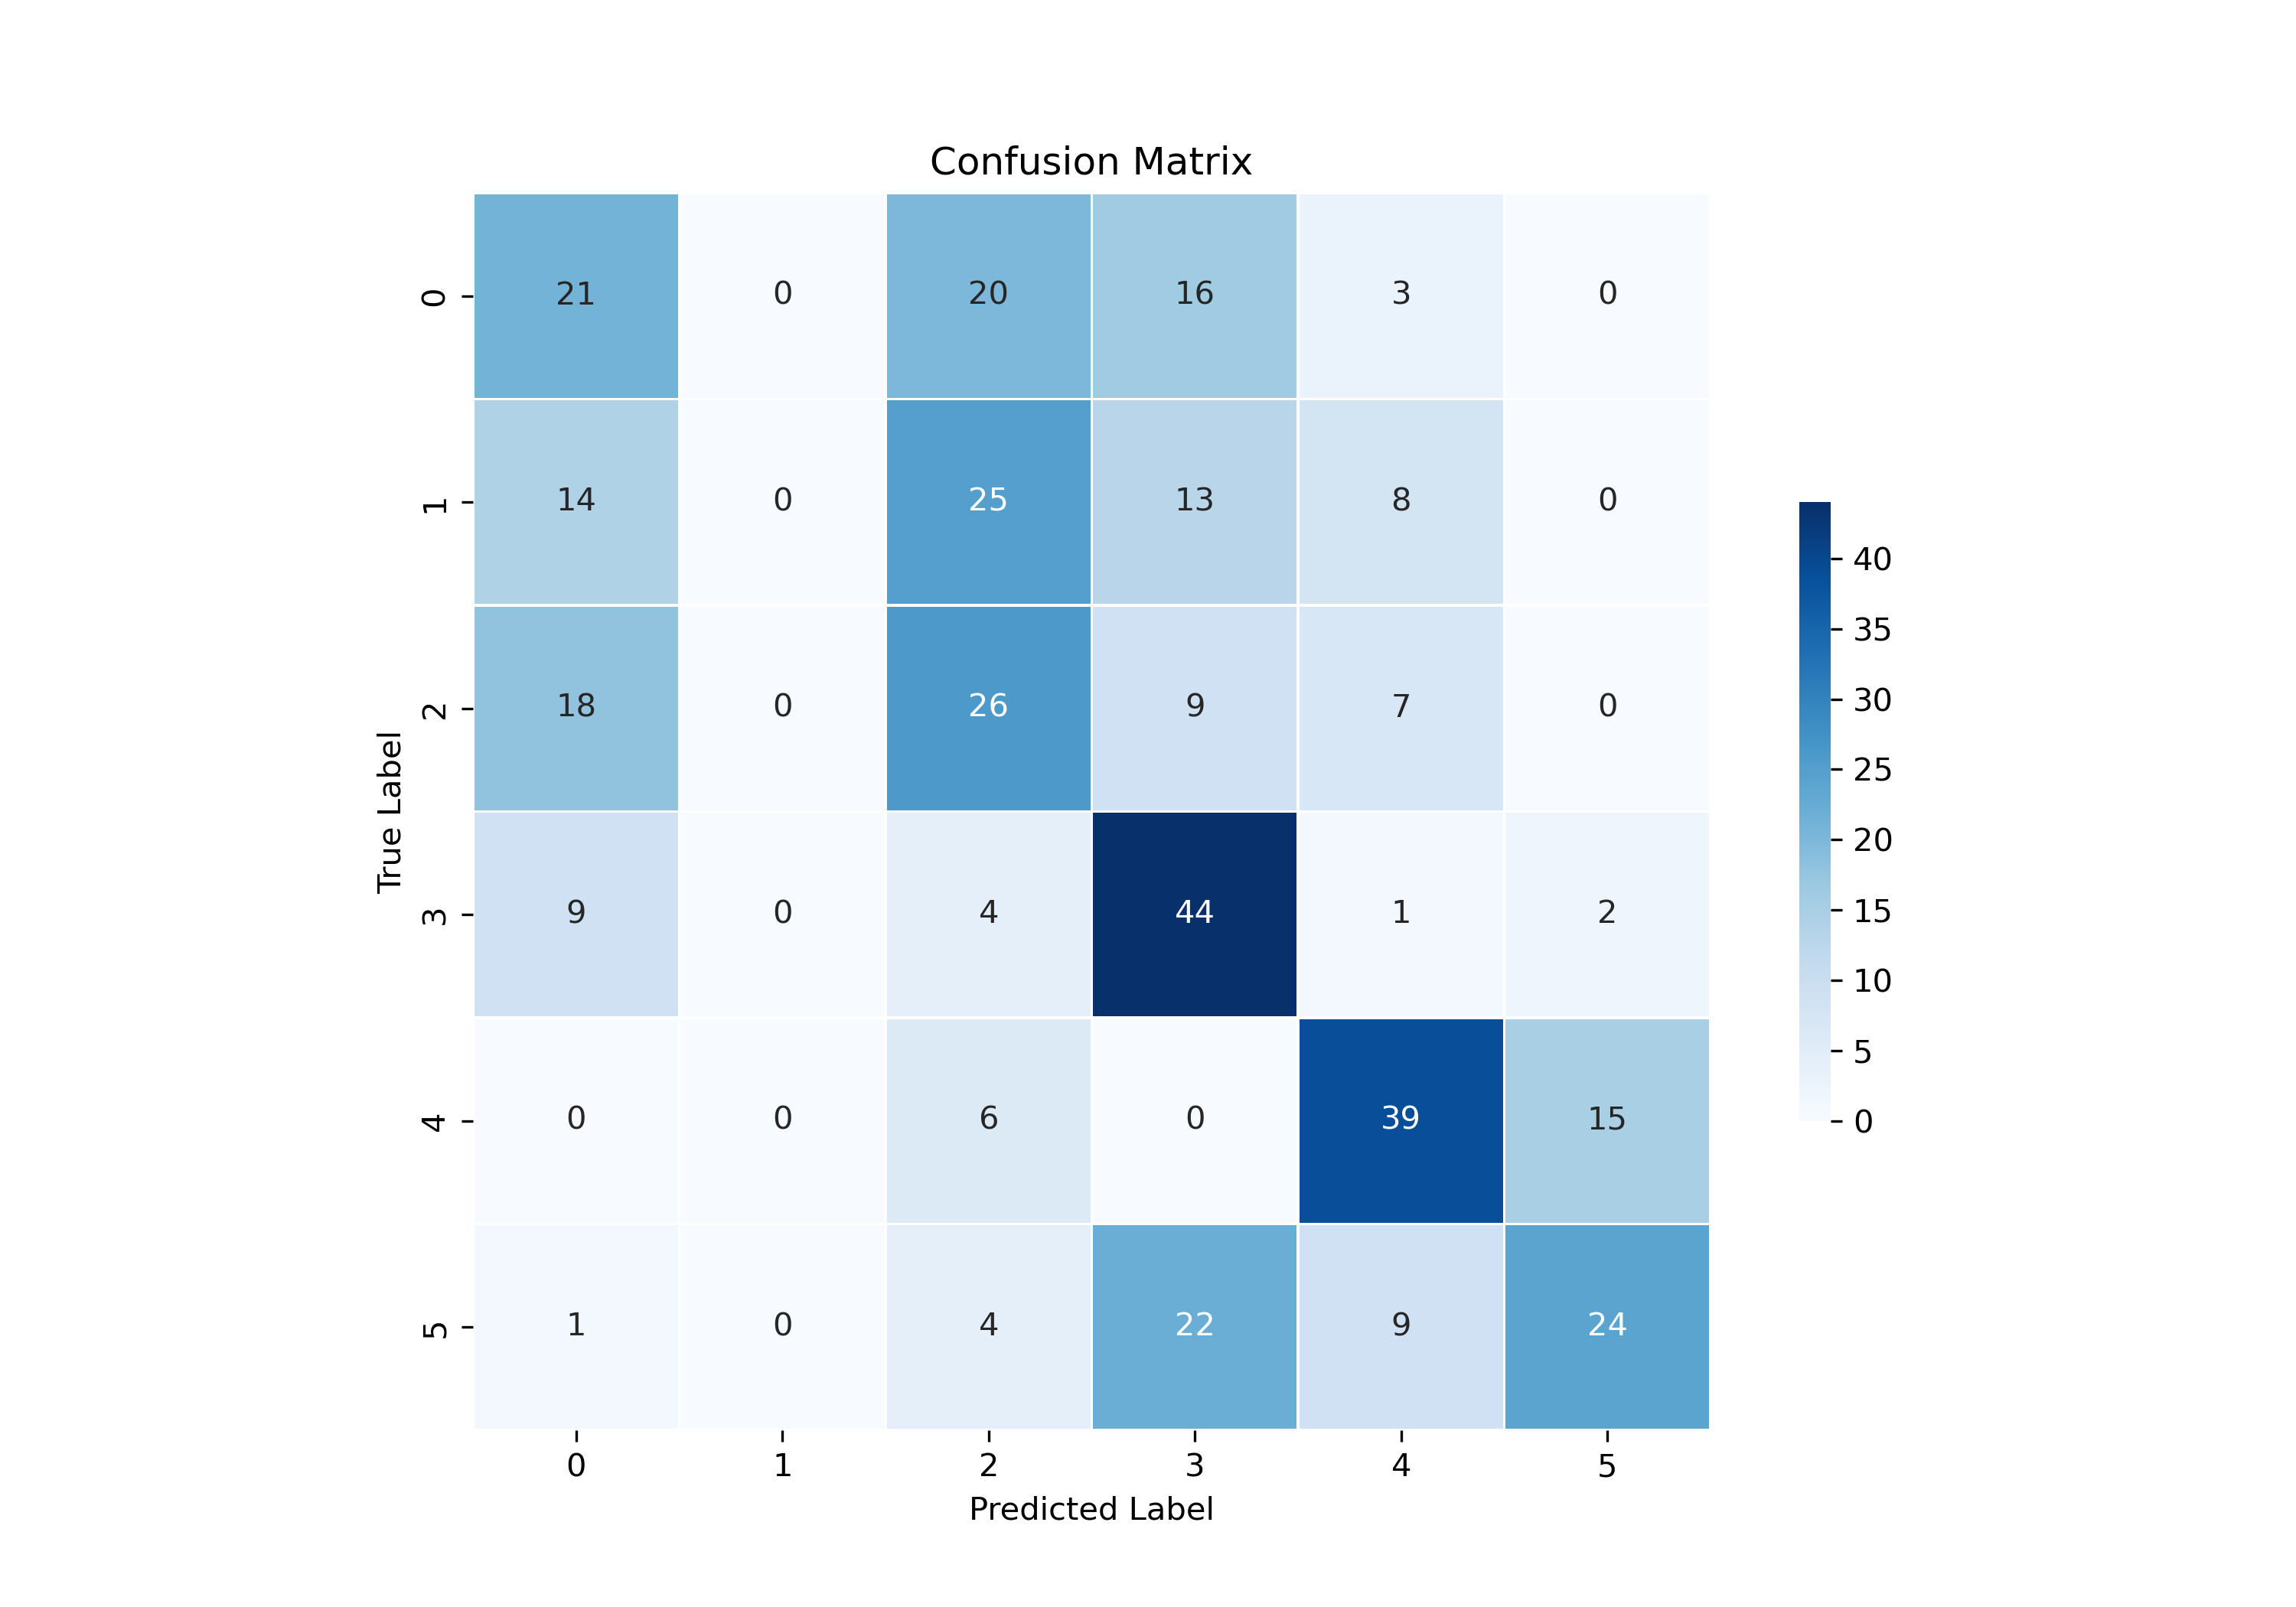 Confusion Matrix
0 21 0 20 16 3 0
1 14 0 25 13 8 0
2 18 0 26 9 7 0
3 9 0 4 44 1 2
4 0 0 6 0 39 15
5 1 0 4 22 9 24
0 1 2 3 4 5
Predicted Label
True Label
40
35
30
25
20
15
10
5
0